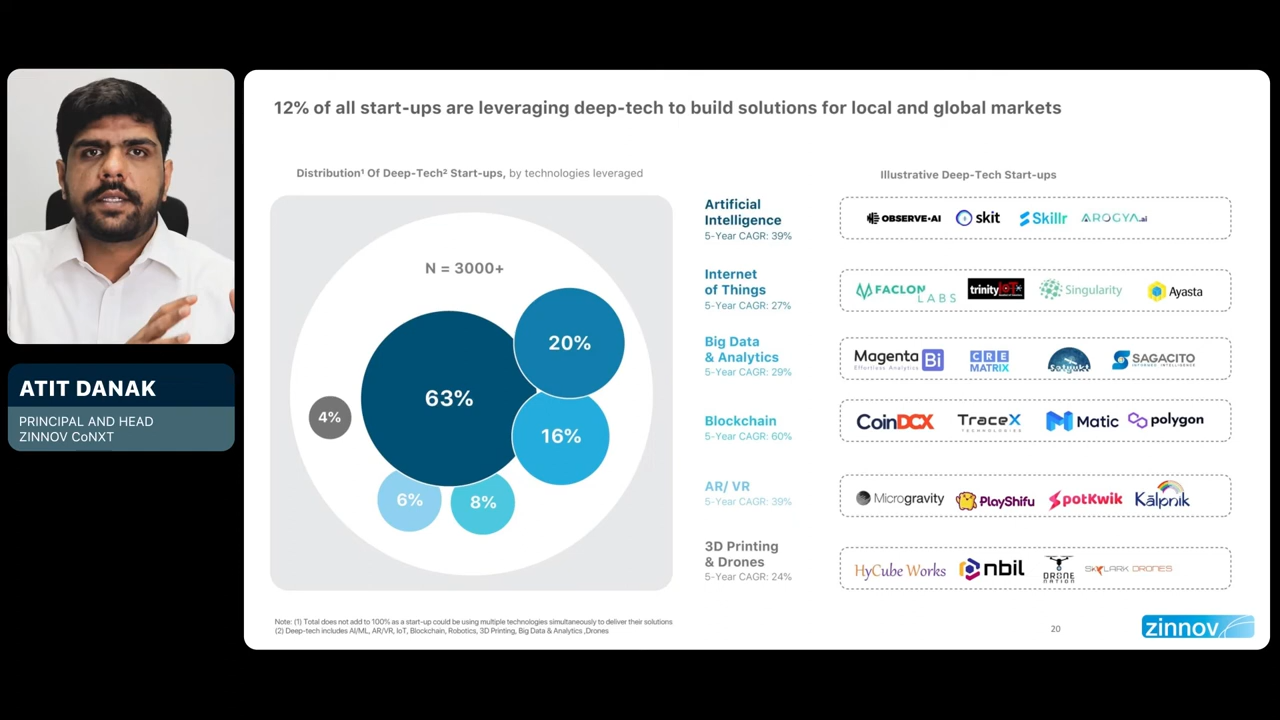 12% of all start-ups are leveraging deep-tech to build solutions for local and global markets
Distribution¹ Of Deep-Tech² Start-ups, by technologies leveraged
N = 3000+
63%
20%
16%
4%
6%
8%
Illustrative Deep-Tech Start-ups
Artificial
Intelligence
5-Year CAGR: 39%
OBSERVE.AI
skit
Skillr
AROGYA.ai
Internet
of Things
5-Year CAGR: 27%
FACLON
LABS
trinityIoT
Singularity
Ayasta
Big Data
& Analytics
5-Year CAGR: 29%
Magenta Bi
Effortless Analytics
CRE
MATRIX
SAGACITO
Blockchain
5-Year CAGR: 60%
CoinDCX
TraceX
TECHNOLOGIES
Matic
polygon
AR/ VR
5-Year CAGR: 39%
Microgravity
PlayShifu
SpotKwik
Kālpnik
3D Printing
& Drones
5-Year CAGR: 24%
HyCube Works
nbil
DRONE
NATION
SKYLARK DRONES
Note: (1) Total does not add to 100% as a start-up could be using multiple technologies simultaneously to deliver their solutions
(2) Deep-tech includes AI/ML, AR/VR, IoT, Blockchain, Robotics, 3D Printing, Big Data & Analytics ,Drones
20
zinnov
ATIT DANAK
PRINCIPAL AND HEAD
ZINNOV CoNXT